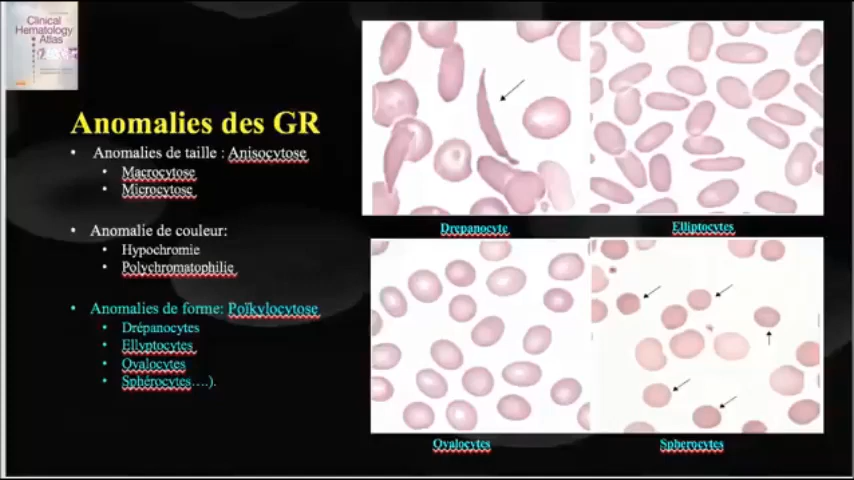 Clinical
Hematology
Atlas
Anomalies des GR
• Anomalies de taille : Anisocytose
• Macrocytose
• Microcytose
• Anomalie de couleur:
• Hypochromie
• Polychromatophilie
• Anomalies de forme: Poïkylocytose
• Drépanocytes
• Ellyptocytes
• Ovalocytes
• Sphérocytes….).
Drepanocyte
Elliptocytes
Ovalocytes
Spherocytes